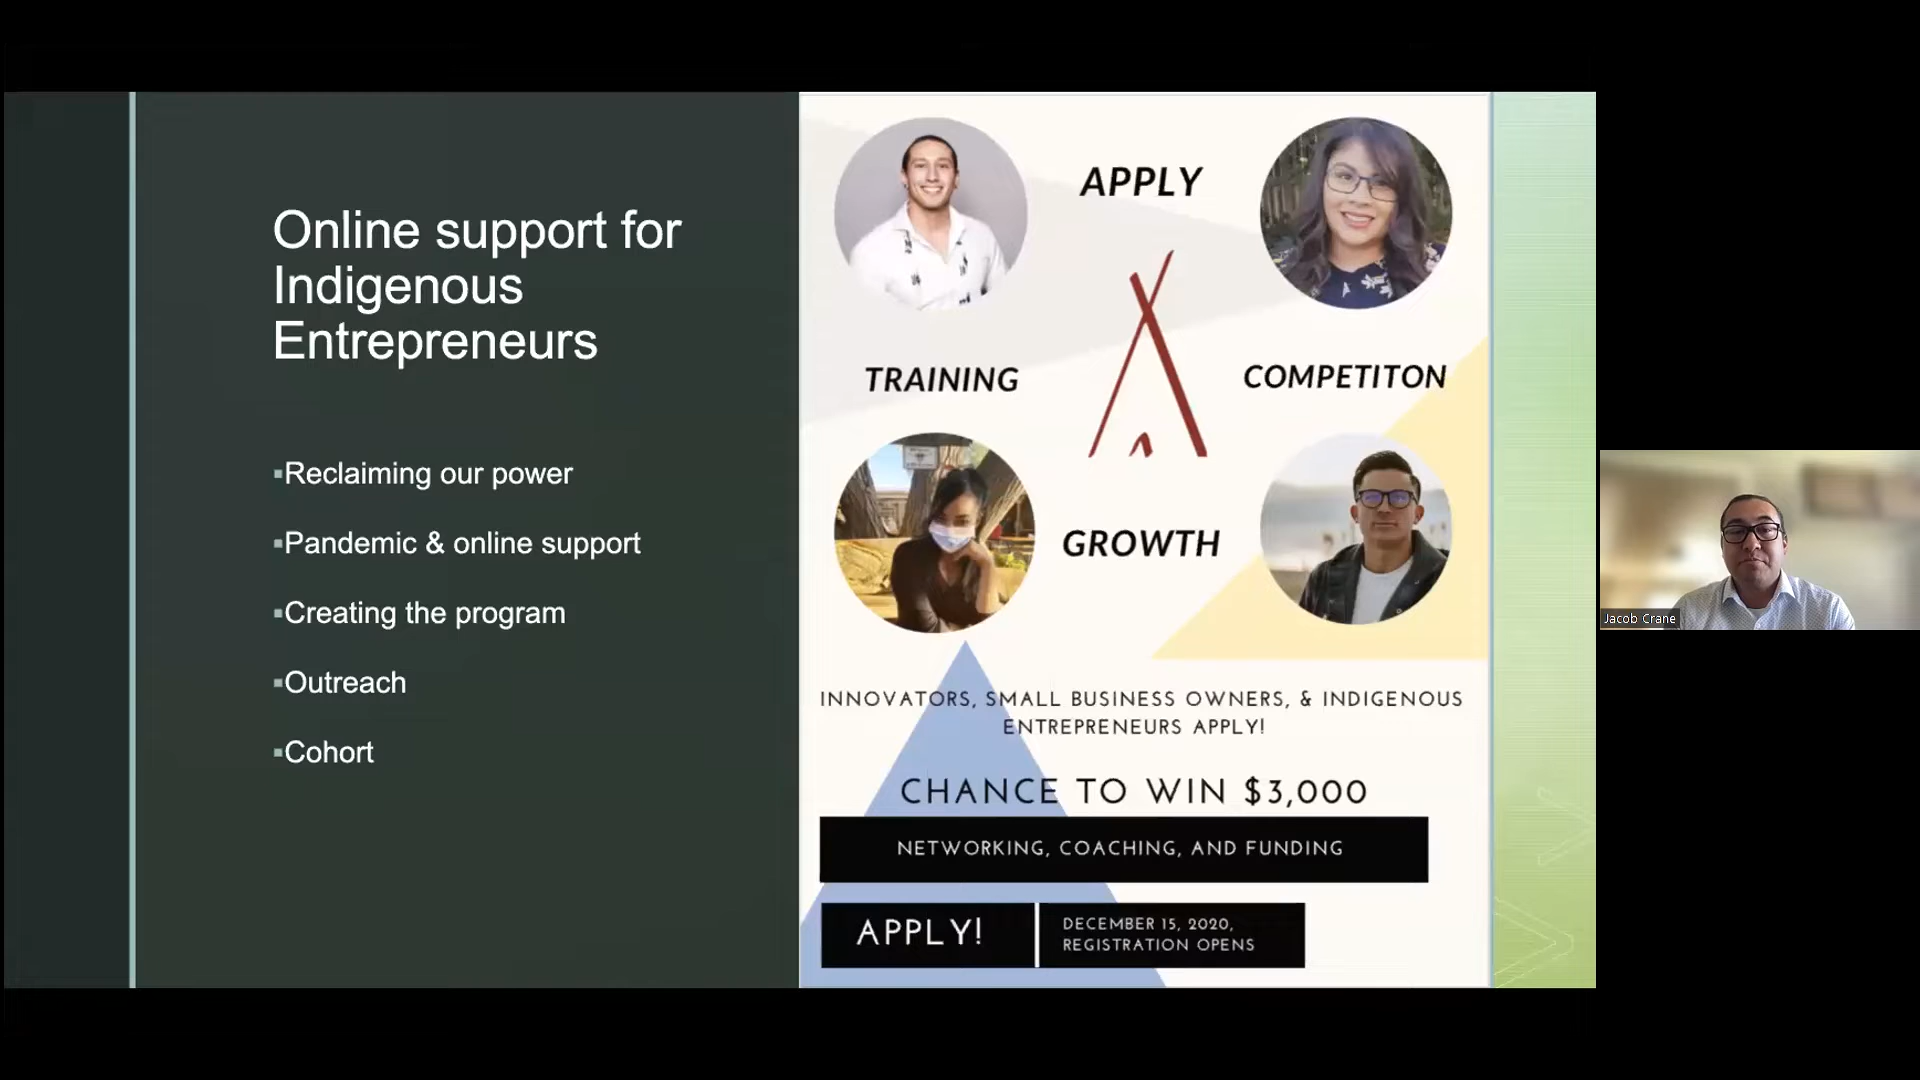 Online support for
Indigenous
Entrepreneurs
▪Reclaiming our power
▪Pandemic & online support
▪Creating the program
▪Outreach
▪Cohort
APPLY
TRAINING
COMPETITON
GROWTH
INNOVATORS, SMALL BUSINESS OWNERS, & INDIGENOUS
ENTREPRENEURS APPLY!
CHANCE TO WIN $3,000
NETWORKING, COACHING, AND FUNDING
APPLY!
DECEMBER 15, 2020,
REGISTRATION OPENS
Jacob Crane